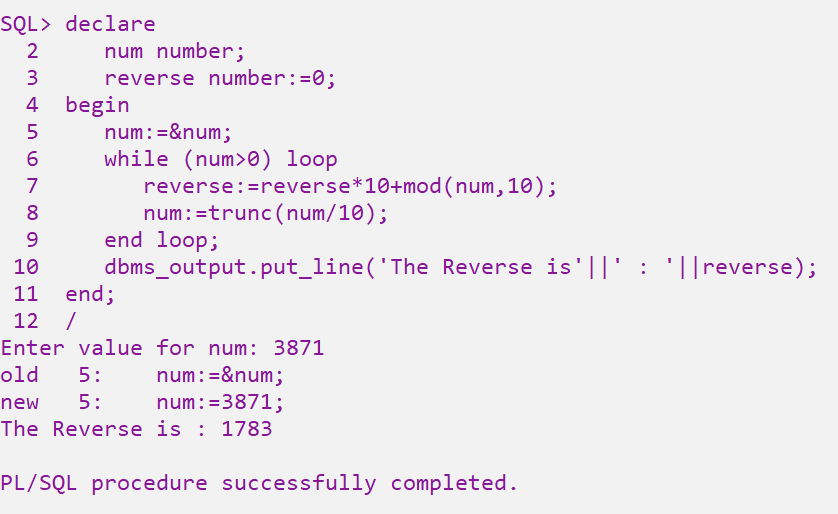 SQL> declare
  2     num number;
  3     reverse number:=0;
  4  begin
  5     num:=&num;
  6     while (num>0) loop
  7        reverse:=reverse*10+mod(num,10);
  8        num:=trunc(num/10);
  9     end loop;
 10     dbms_output.put_line('The Reverse is'||' : '||reverse);
 11  end;
 12  /
Enter value for num: 3871
old   5:    num:=&num;
new   5:    num:=3871;
The Reverse is : 1783
PL/SQL procedure successfully completed.